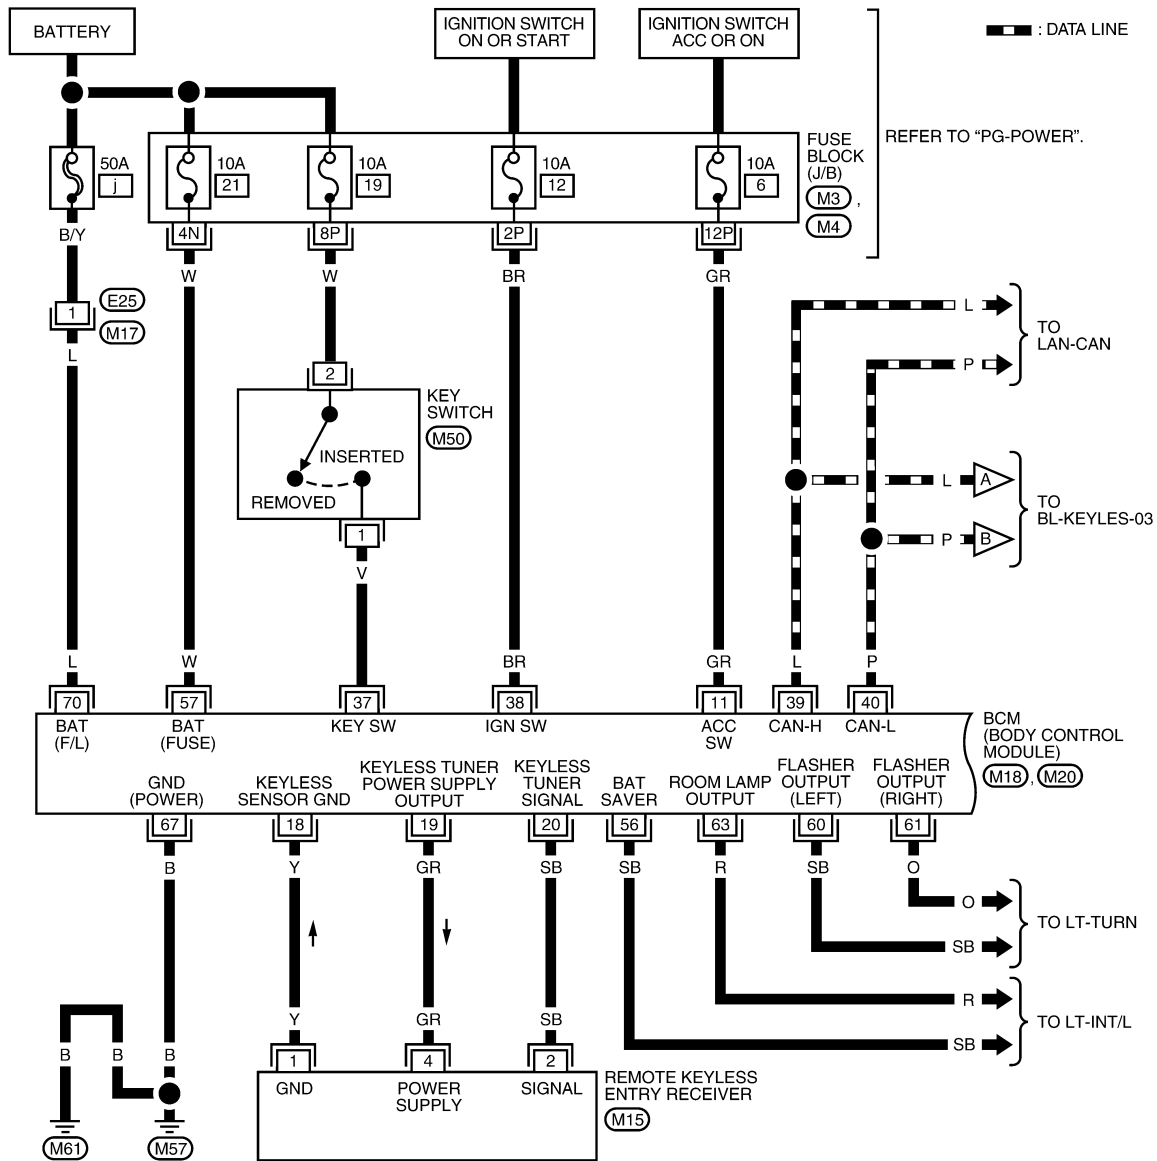 BATTERY
IGNITION SWITCH
ON OR START
IGNITION SWITCH
ACC OR ON
: DATA LINE
REFER TO “PG-POWER”.
50A
j
10A
21
10A
19
10A
12
10A
6
FUSE
BLOCK
(J/B)
M3 ,
M4
B/Y
4N
8P
2P
12P
W
W
BR
GR
1
E25
M17
L
L
P
TO
LAN-CAN
2
KEY
SWITCH
M50
INSERTED
REMOVED
1
V
L
A
P
B
TO
BL-KEYLES-03
L
W
BR
GR
L
P
70
57
37
38
11
39
40
BAT
(F/L)
BAT
(FUSE)
KEY SW
IGN SW
ACC
SW
CAN-H
CAN-L
BCM
(BODY CONTROL
MODULE)
M18 , M20
GND
(POWER)
KEYLESS
SENSOR GND
KEYLESS TUNER
POWER SUPPLY
OUTPUT
KEYLESS
TUNER
SIGNAL
BAT
SAVER
ROOM LAMP
OUTPUT
FLASHER
OUTPUT
(LEFT)
FLASHER
OUTPUT
(RIGHT)
67
18
19
20
56
63
60
61
B
Y
GR
SB
SB
R
SB
O
O
SB
TO LT-TURN
R
SB
TO LT-INT/L
Y
GR
SB
B
B
B
1
4
2
GND
POWER
SUPPLY
SIGNAL
REMOTE KEYLESS
ENTRY RECEIVER
M15
M61
M57